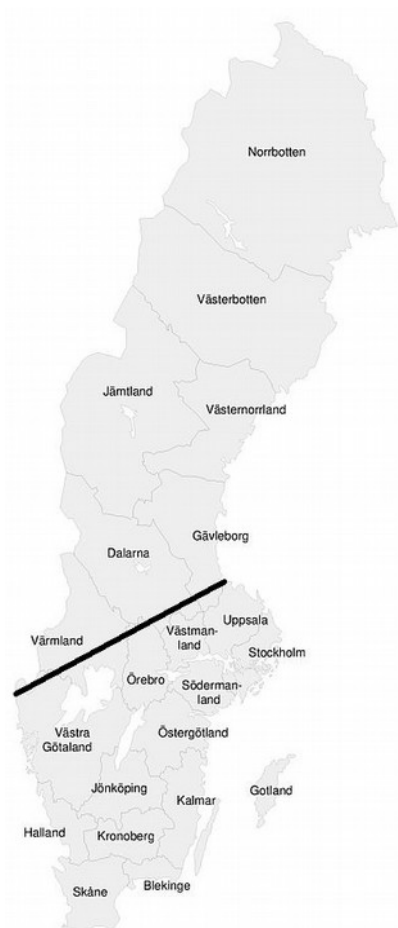 Norrbotten
Västerbotten
Jämtland
Västernorrland
Gävleborg
Dalarna
Uppsala
Värmland
Västman-
land
Stockholm
Örebro
Söderman-
land
Västra
Götaland
Östergötland
Jönköping
Gotland
Kalmar
Halland
Kronoberg
Skåne
Blekinge